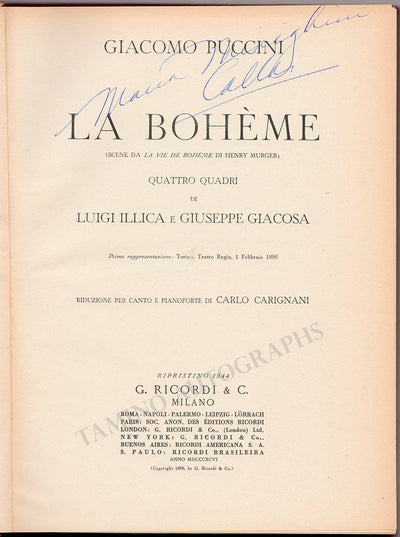 GIACOMO PUCCINI
Maria Meneghini
Callas
LA BOHÈME
(SCENE DA LA VIE DE BOHÈME DI HENRY MURGER)
QUATTRO QUADRI
DI
LUIGI ILLICA E GIUSEPPE GIACOSA
Prima rappresentazione: Torino, Teatro Regio, 1 Febbraio 1896
RIDUZIONE PER CANTO E PIANOFORTE DI CARLO CARIGNANI
TAMINO AUTOGRAPHS
RIPRISTINO 1944
G. RICORDI & C.
MILANO
ROMA - NAPOLI - PALERMO - LEIPZIG - LÖRRACH
PARIS: SOC. ANON. DES ÉDITIONS RICORDI
LONDON: G. RICORDI & Co., (London) Ltd.
NEW YORK: G. RICORDI & Co.,
BUENOS AIRES: RICORDI AMERICANA S. A.
S. PAULO: RICORDI BRASILEIRA
ANNO MDCCCXCVI
(Copyright 1896, by G. Ricordi & Co.)